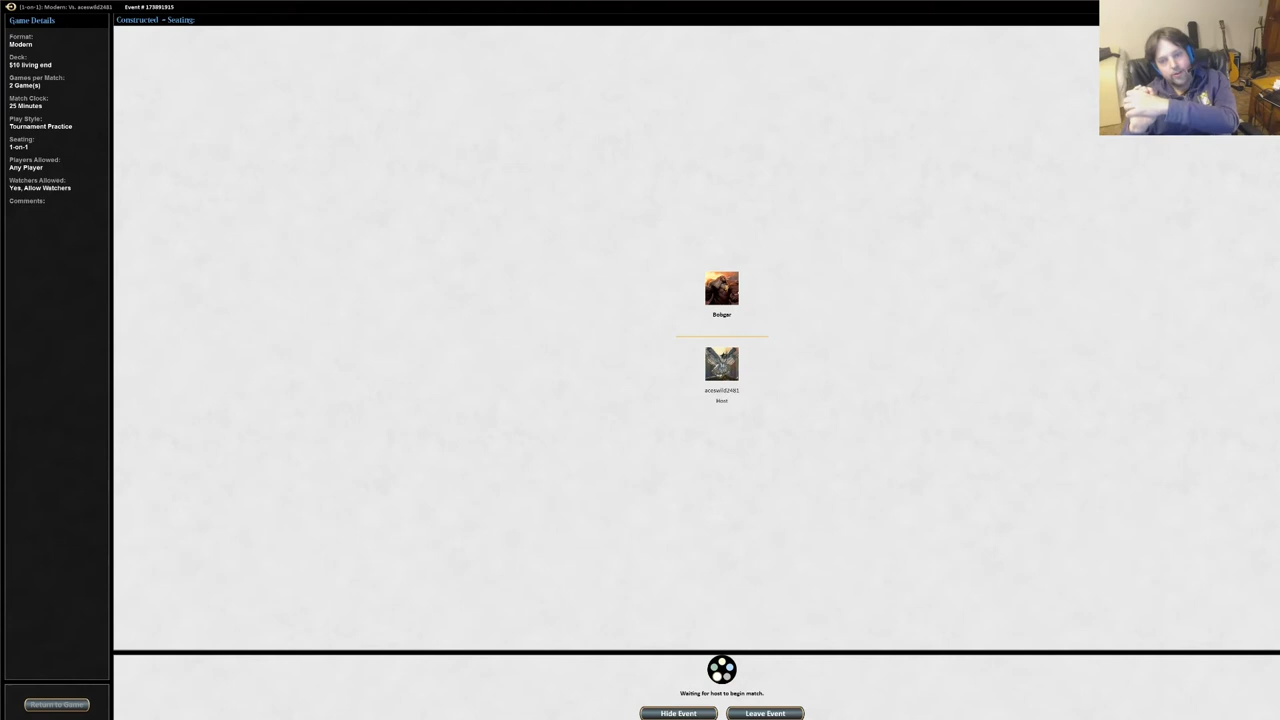 [1-on-1]: Modern: Vs. aceswild2481
Event # 173891915
Game Details
Constructed - Seating:
Format:
Modern
Deck:
$10 living end
Games per Match:
2 Game(s)
Match Clock:
25 Minutes
Play Style:
Tournament Practice
Seating:
1-on-1
Players Allowed:
Any Player
Watchers Allowed:
Yes, Allow Watchers
Comments:
Bobgar
aceswild2481
Host
Waiting for host to begin match.
Return to Game
Hide Event
Leave Event